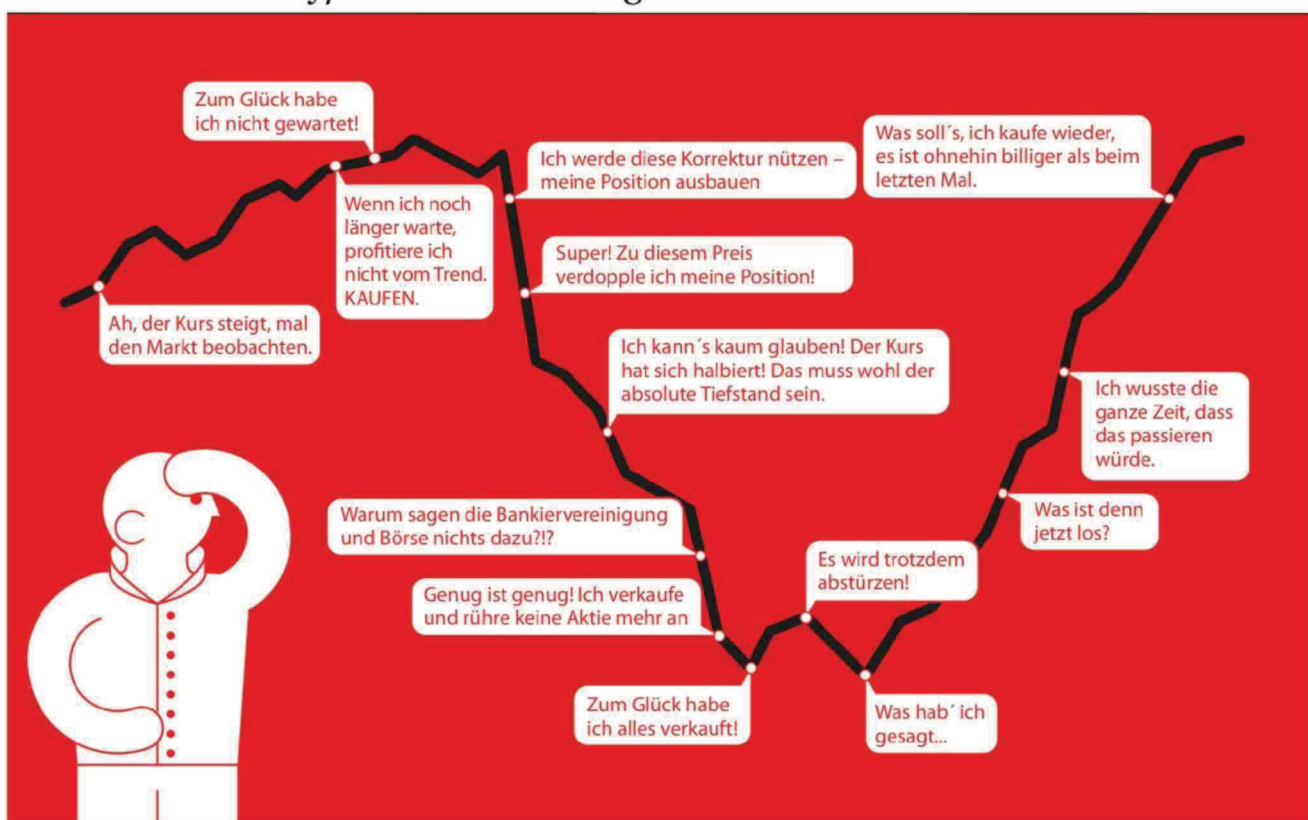 Zum Glück habe
ich nicht gewartet!
Wenn ich noch
länger warte,
profitiere ich
nicht vom Trend.
KAUFEN.
Ah, der Kurs steigt, mal
den Markt beobachten.
Ich werde diese Korrektur nützen –
meine Position ausbauen
Super! Zu diesem Preis
verdopple ich meine Position!
Ich kann´s kaum glauben! Der Kurs
hat sich halbiert! Das muss wohl der
absolute Tiefstand sein.
Warum sagen die Bankiervereinigung
und Börse nichts dazu?!?
Genug ist genug! Ich verkaufe
und rühre keine Aktie mehr an
Zum Glück habe
ich alles verkauft!
Es wird trotzdem
abstürzen!
Was hab´ ich
gesagt...
Was ist denn
jetzt los?
Ich wusste die
ganze Zeit, dass
das passieren
würde.
Was soll´s, ich kaufe wieder,
es ist ohnehin billiger als beim
letzten Mal.